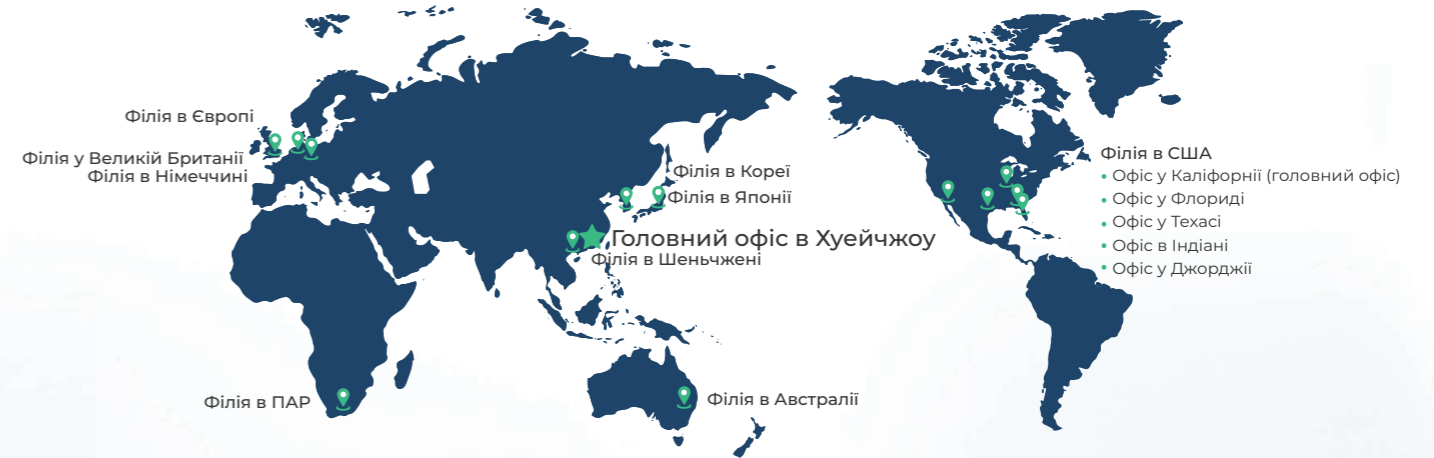 Філія в Європі
Філія у Великій Британії
Філія в Німеччині
Філія в Кореї
Філія в Японії
Головний офіс в Хуейчжоу
Філія в Шеньчжені
Філія в ПАР
Філія в Австралії
Філія в США
• Офіс у Каліфорнії (головний офіс)
• Офіс у Флориді
• Офіс у Техасі
• Офіс в Індіані
• Офіс у Джорджії